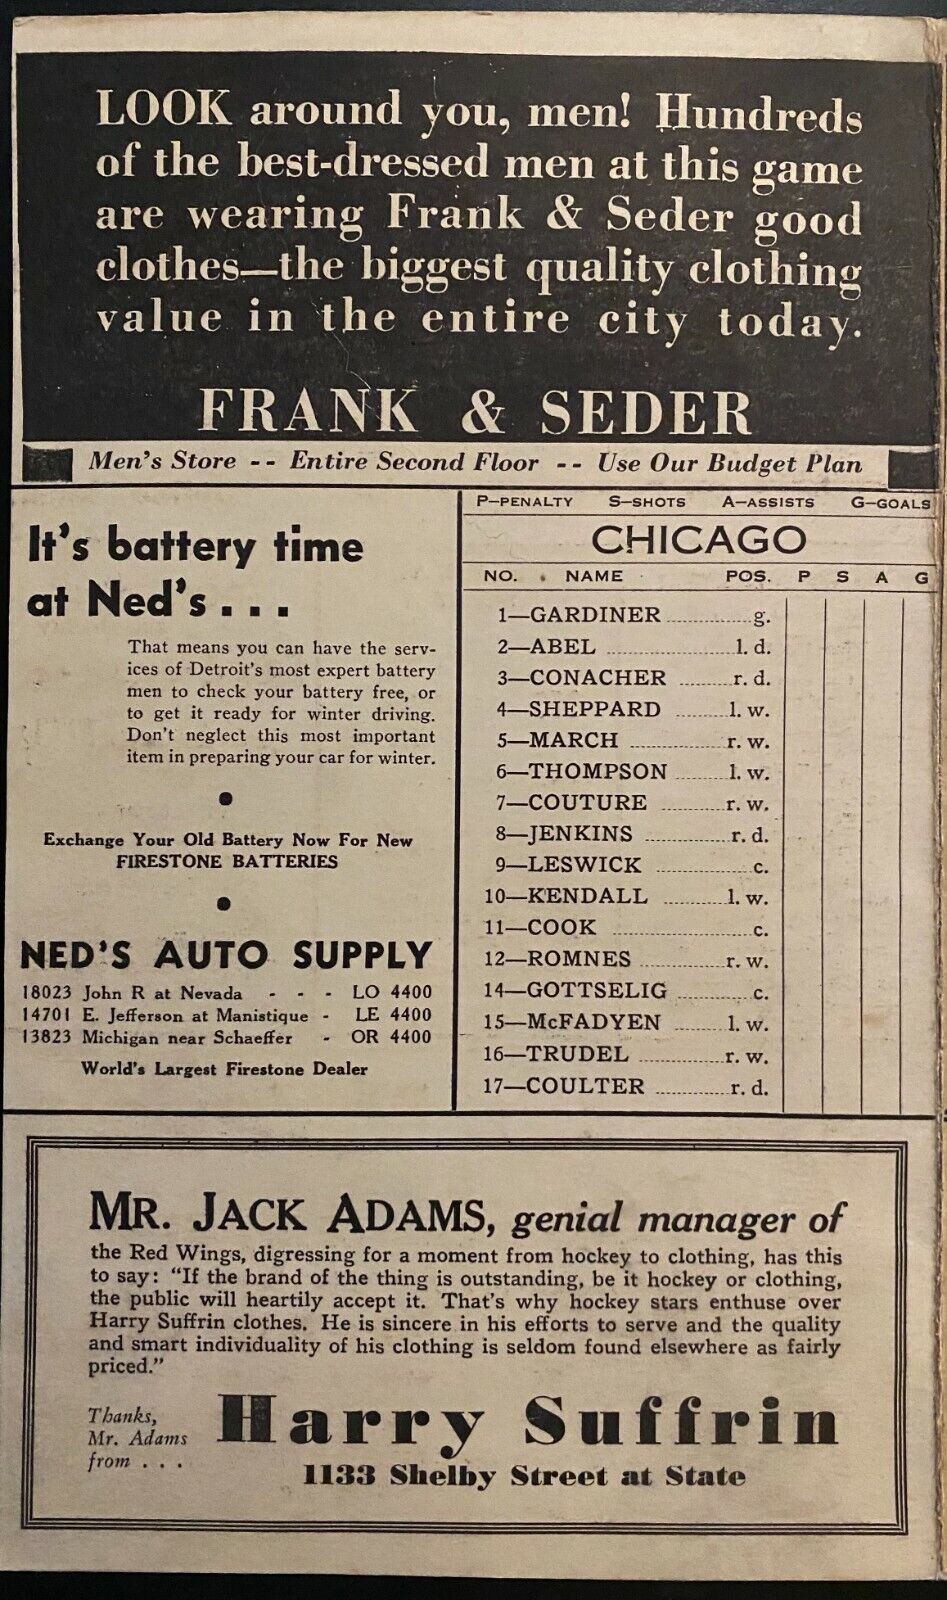 LOOK around you, men! Hundreds
of the best-dressed men at this game
are wearing Frank & Seder good
clothes—the biggest quality clothing
value in the entire city today.
FRANK & SEDER
Men's Store -- Entire Second Floor -- Use Our Budget Plan
It's battery time
at Ned's . . .
That means you can have the serv-
ices of Detroit's most expert battery
men to check your battery free, or
to get it ready for winter driving.
Don't neglect this most important
item in preparing your car for winter.
Exchange Your Old Battery Now For New
FIRESTONE BATTERIES
NED'S AUTO SUPPLY
18023 John R at Nevada - - - LO 4400
14701 E. Jefferson at Manistique - LE 4400
13823 Michigan near Schaeffer - OR 4400
World's Largest Firestone Dealer
P—PENALTY S—SHOTS A—ASSISTS G—GOALS
CHICAGO
NO. NAME POS. P S A G
1—GARDINER g.
2—ABEL l. d.
3—CONACHER r. d.
4—SHEPPARD l. w.
5—MARCH r. w.
6—THOMPSON l. w.
7—COUTURE r. w.
8—JENKINS r. d.
9—LESWICK c.
10—KENDALL l. w.
11—COOK c.
12—ROMNES r. w.
14—GOTTSELIG c.
15—McFADYEN l. w.
16—TRUDEL r. w.
17—COULTER r. d.
MR. JACK ADAMS, genial manager of
the Red Wings, digressing for a moment from hockey to clothing, has this
to say: "If the brand of the thing is outstanding, be it hockey or clothing,
the public will heartily accept it. That's why hockey stars enthuse over
Harry Suffrin clothes. He is sincere in his efforts to serve and the quality
and smart individuality of his clothing is seldom found elsewhere as fairly
priced."
Thanks,
Mr. Adams
from . . .
Harry Suffrin
1133 Shelby Street at State